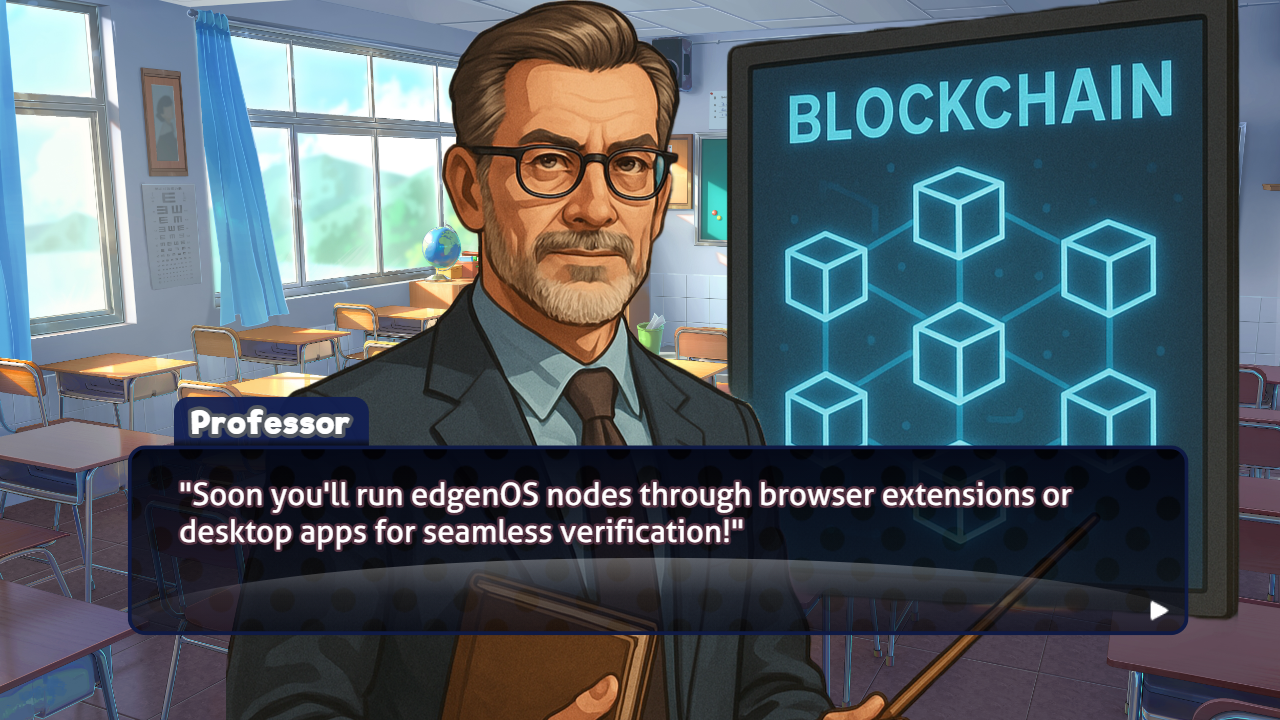 BLOCKCHAIN
Professor
"Soon you'll run edgenOS nodes through browser extensions or
desktop apps for seamless verification!"